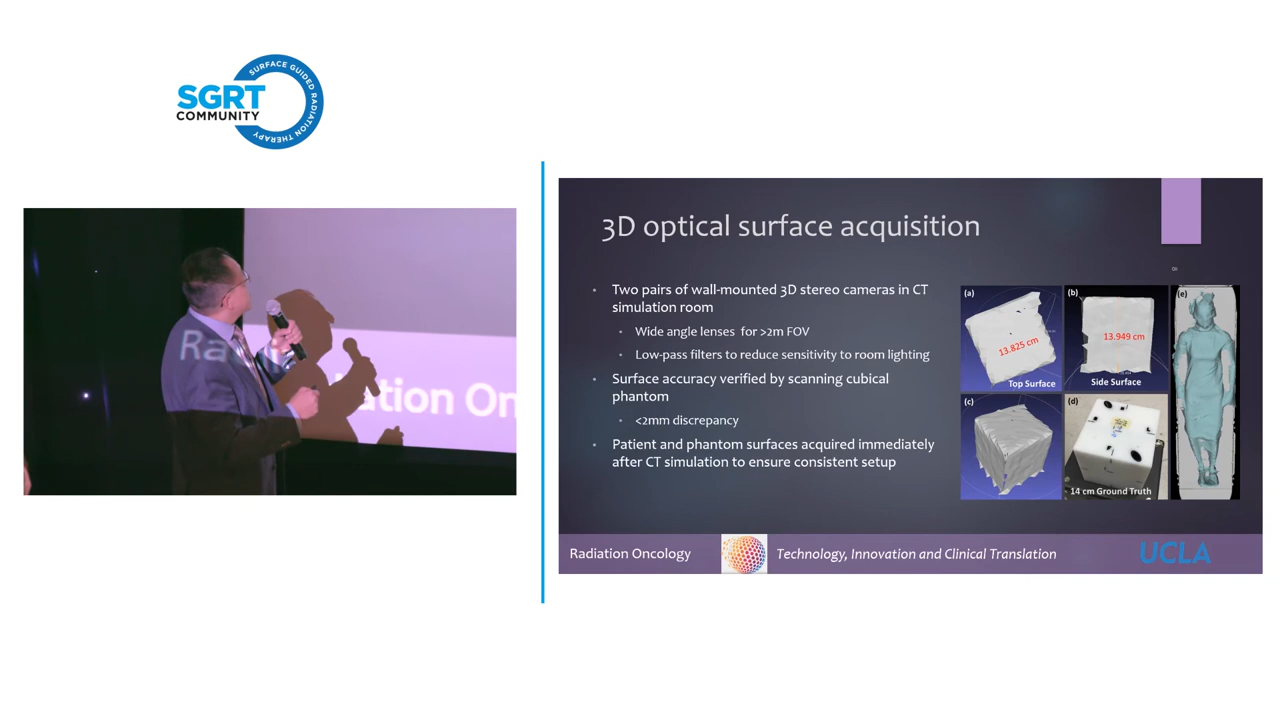 SGRT
COMMUNITY
SURFACE GUIDED RADIATION THERAPY
Ra
ation On
3D optical surface acquisition
8
• Two pairs of wall-mounted 3D stereo cameras in CT
simulation room
• Wide angle lenses for >2m FOV
• Low-pass filters to reduce sensitivity to room lighting
• Surface accuracy verified by scanning cubical
phantom
• <2mm discrepancy
• Patient and phantom surfaces acquired immediately
after CT simulation to ensure consistent setup
(a)
13.825 cm
Top Surface
(b)
13.949 cm
Side Surface
(c)
(d)
14 cm Ground Truth
(e)
Radiation Oncology
Technology, Innovation and Clinical Translation
UCLA